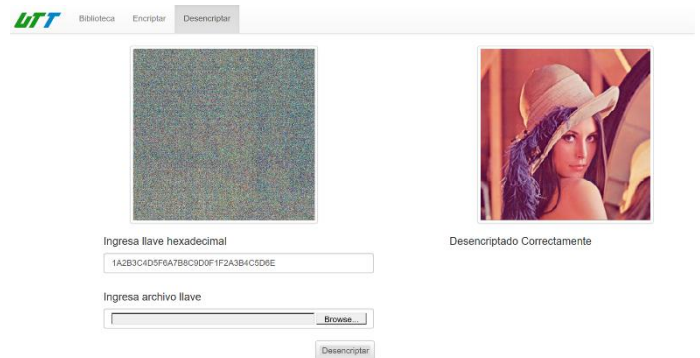 UTT Biblioteca Encriptar Desencriptar
Ingresa llave hexadecimal
1A2B3C4D5F6A7B8C9D0F1F2A3B4C5D6E
Ingresa archivo llave
Browse...
Desencriptar
Desencriptado Correctamente